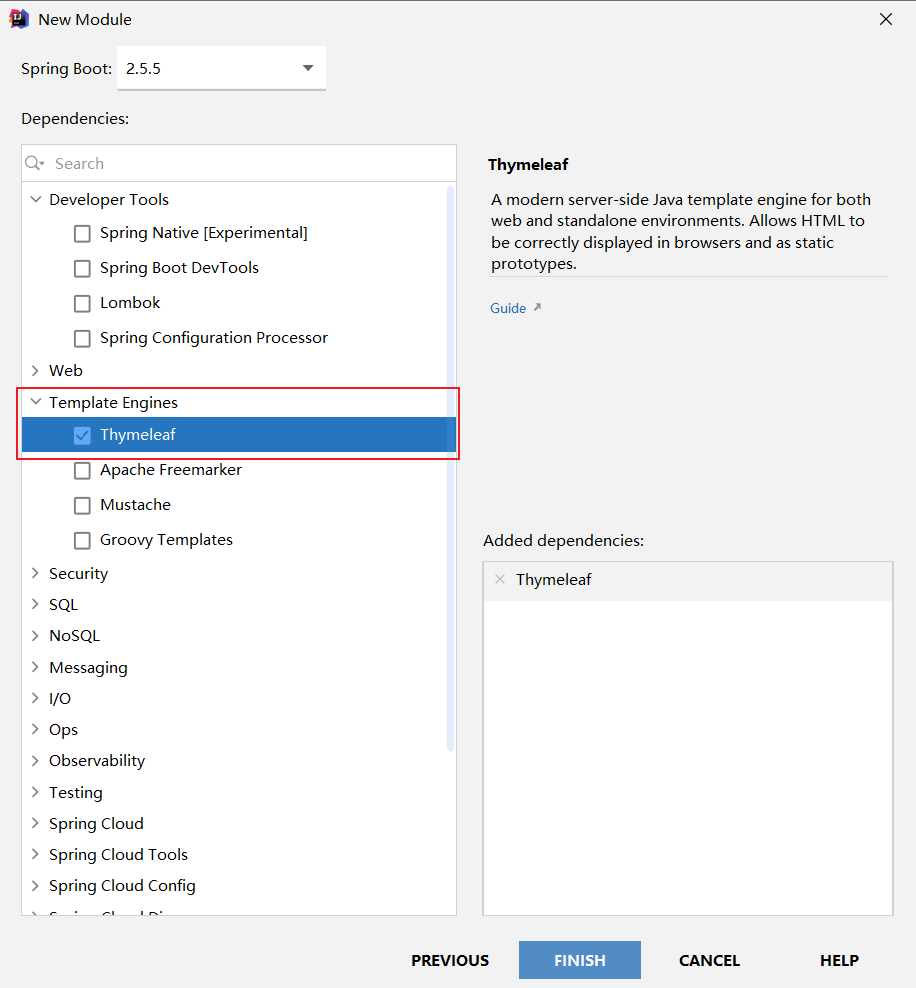 New Module
Spring Boot: 2.5.5
Dependencies:
Search
Developer Tools
Spring Native [Experimental]
Spring Boot DevTools
Lombok
Spring Configuration Processor
Web
Template Engines
Thymeleaf
Apache Freemarker
Mustache
Groovy Templates
Security
SQL
NoSQL
Messaging
I/O
Ops
Observability
Testing
Spring Cloud
Spring Cloud Tools
Spring Cloud Config
Thymeleaf
A modern server-side Java template engine for both
web and standalone environments. Allows HTML to
be correctly displayed in browsers and as static
prototypes.
Guide
Added dependencies:
Thymeleaf
PREVIOUS
FINISH
CANCEL
HELP